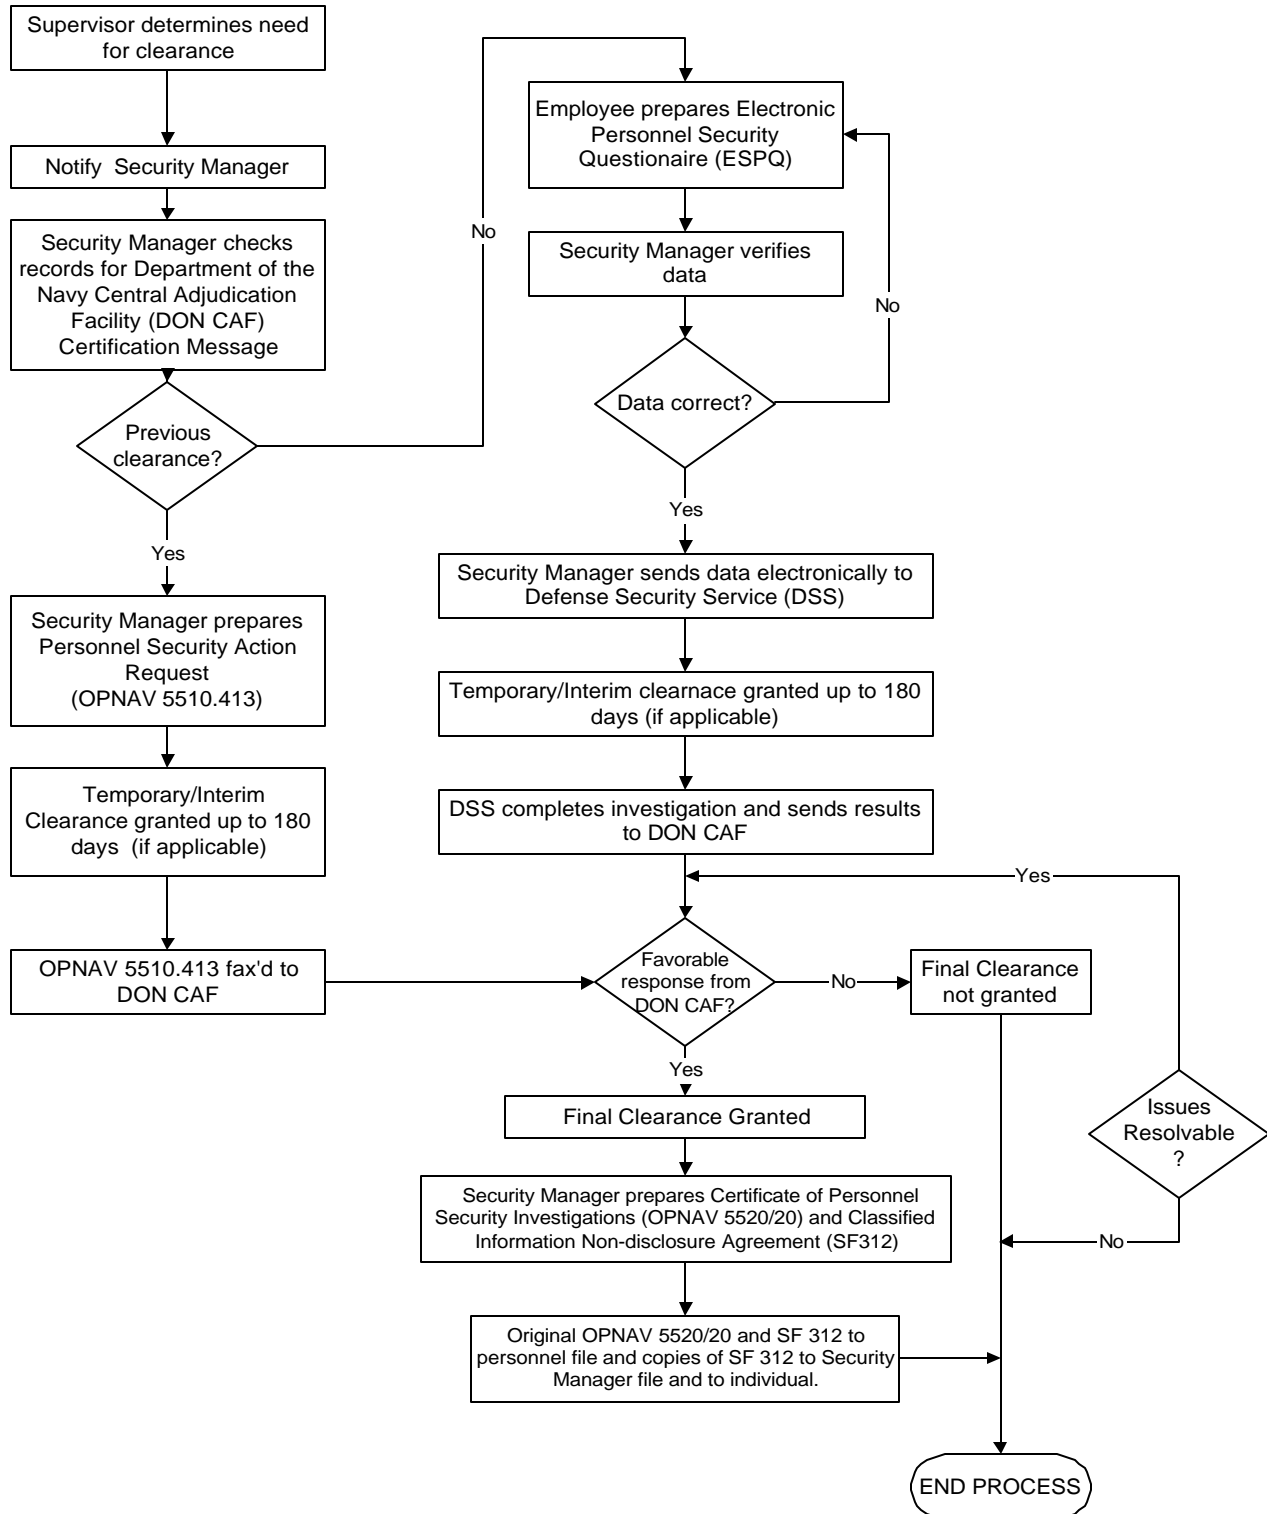 Supervisor determines need
for clearance
Notify Security Manager
Security Manager checks
records for Department of the
Navy Central Adjudication
Facility (DON CAF)
Certification Message
Previous
clearance?
No
Yes
Security Manager prepares
Personnel Security Action
Request
(OPNAV 5510.413)
Temporary/Interim
Clearance granted up to 180
days (if applicable)
OPNAV 5510.413 fax'd to
DON CAF
Employee prepares Electronic
Personnel Security
Questionaire (ESPQ)
Security Manager verifies
data
Data correct?
No
Yes
Security Manager sends data electronically to
Defense Security Service (DSS)
Temporary/Interim clearnace granted up to 180
days (if applicable)
DSS completes investigation and sends results
to DON CAF
Yes
Favorable
response from
DON CAF?
No
Final Clearance
not granted
Yes
Final Clearance Granted
Issues
Resolvable
?
No
Security Manager prepares Certificate of Personnel
Security Investigations (OPNAV 5520/20) and Classified
Information Non-disclosure Agreement (SF312)
Original OPNAV 5520/20 and SF 312 to
personnel file and copies of SF 312 to Security
Manager file and to individual.
END PROCESS